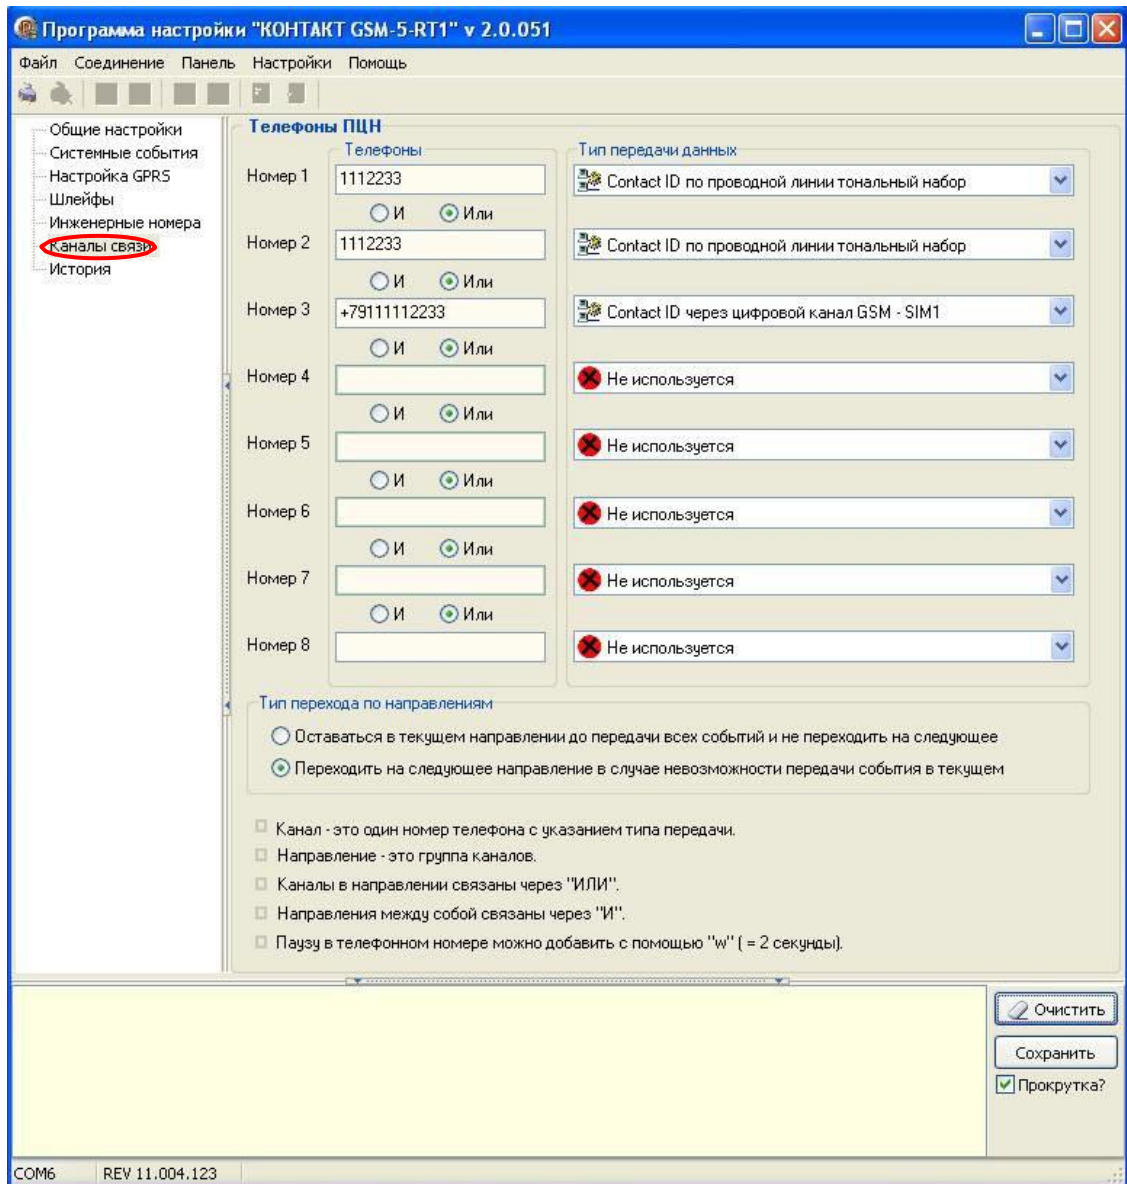 Программа настройки "КОНТАКТ GSM-5-RT1" v 2.0.051
Файл Соединение Панель Настройки Помощь
Общие настройки
Системные события
Настройка GPRS
Шлейфы
Инженерные номера
Каналы связи
История
Телефоны ПЦН
Телефоны Тип передачи данных
Номер 1 1112233 Contact ID по проводной линии тональный набор
И Или
Номер 2 1112233 Contact ID по проводной линии тональный набор
И Или
Номер 3 +79111112233 Contact ID через цифровой канал GSM - SIM1
И Или
Номер 4 Не используется
И Или
Номер 5 Не используется
И Или
Номер 6 Не используется
И Или
Номер 7 Не используется
И Или
Номер 8 Не используется
Тип перехода по направлениям
Оставаться в текущем направлении до передачи всех событий и не переходить на следующее
Переходить на следующее направление в случае невозможности передачи события в текущем
Канал - это один номер телефона с указанием типа передачи.
Направление - это группа каналов.
Каналы в направлении связаны через "ИЛИ".
Направления между собой связаны через "И".
Паузу в телефонном номере можно добавить с помощью "w" ( = 2 секунды).
Очистить
Сохранить
Прокрутка?
COM6 REV 11.004.123